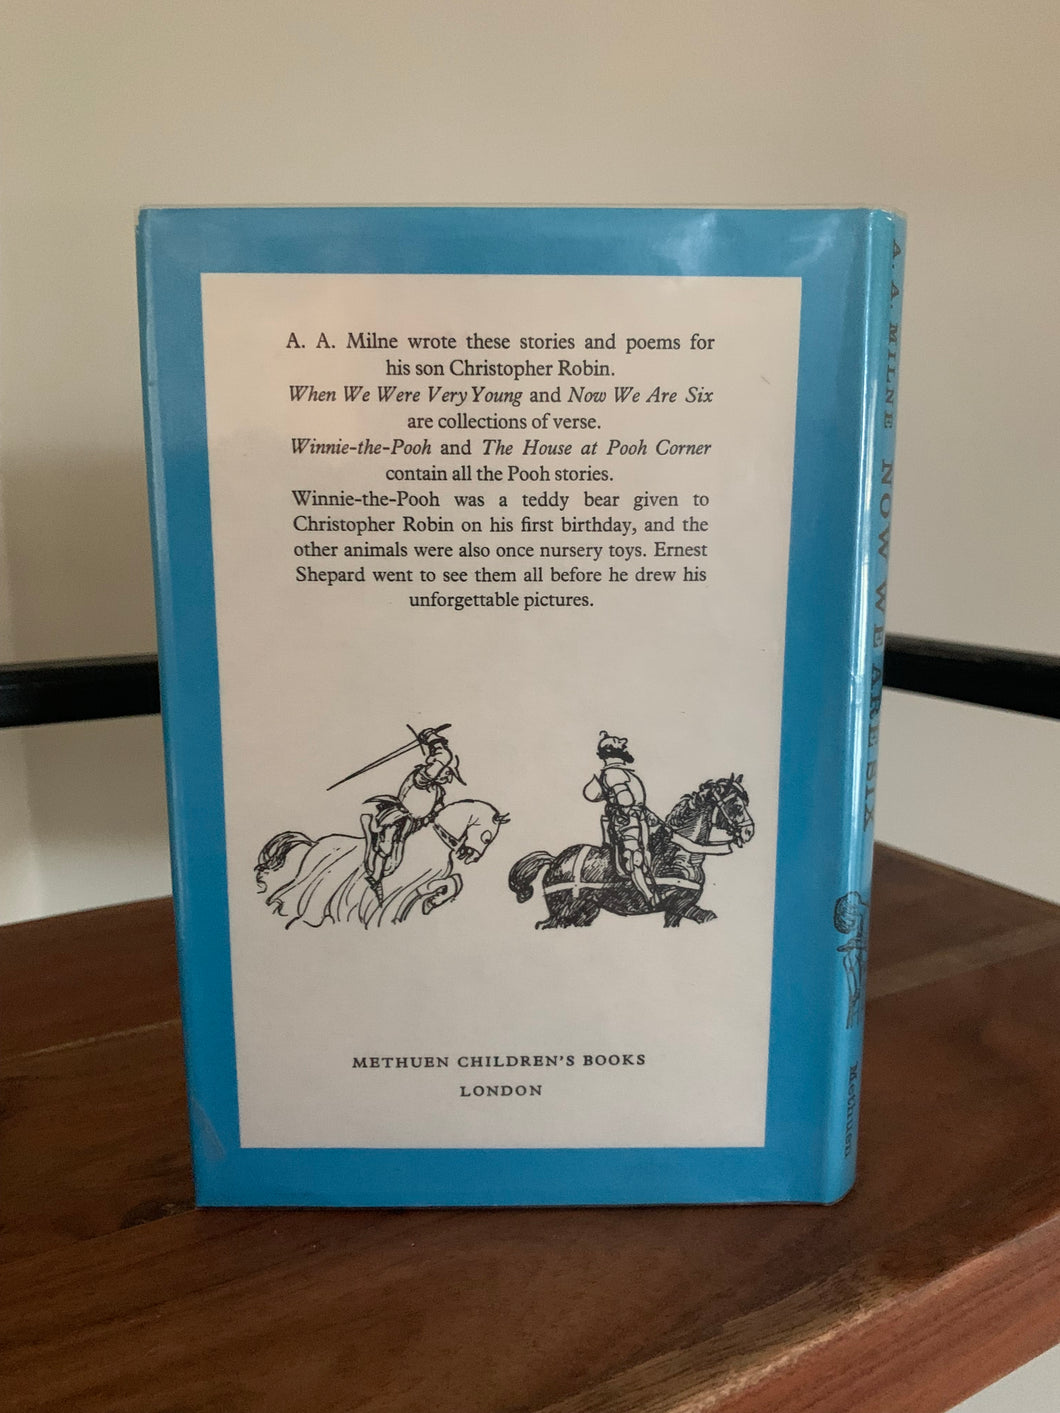 A. A. Milne wrote these stories and poems for
his son Christopher Robin.
When We Were Very Young and Now We Are Six
are collections of verse.
Winnie-the-Pooh and The House at Pooh Corner
contain all the Pooh stories.
Winnie-the-Pooh was a teddy bear given to
Christopher Robin on his first birthday, and the
other animals were also once nursery toys. Ernest
Shepard went to see them all before he drew his
unforgettable pictures.
METHUEN CHILDREN'S BOOKS
LONDON
A. A. MILNE NOW WE ARE SIX Methuen